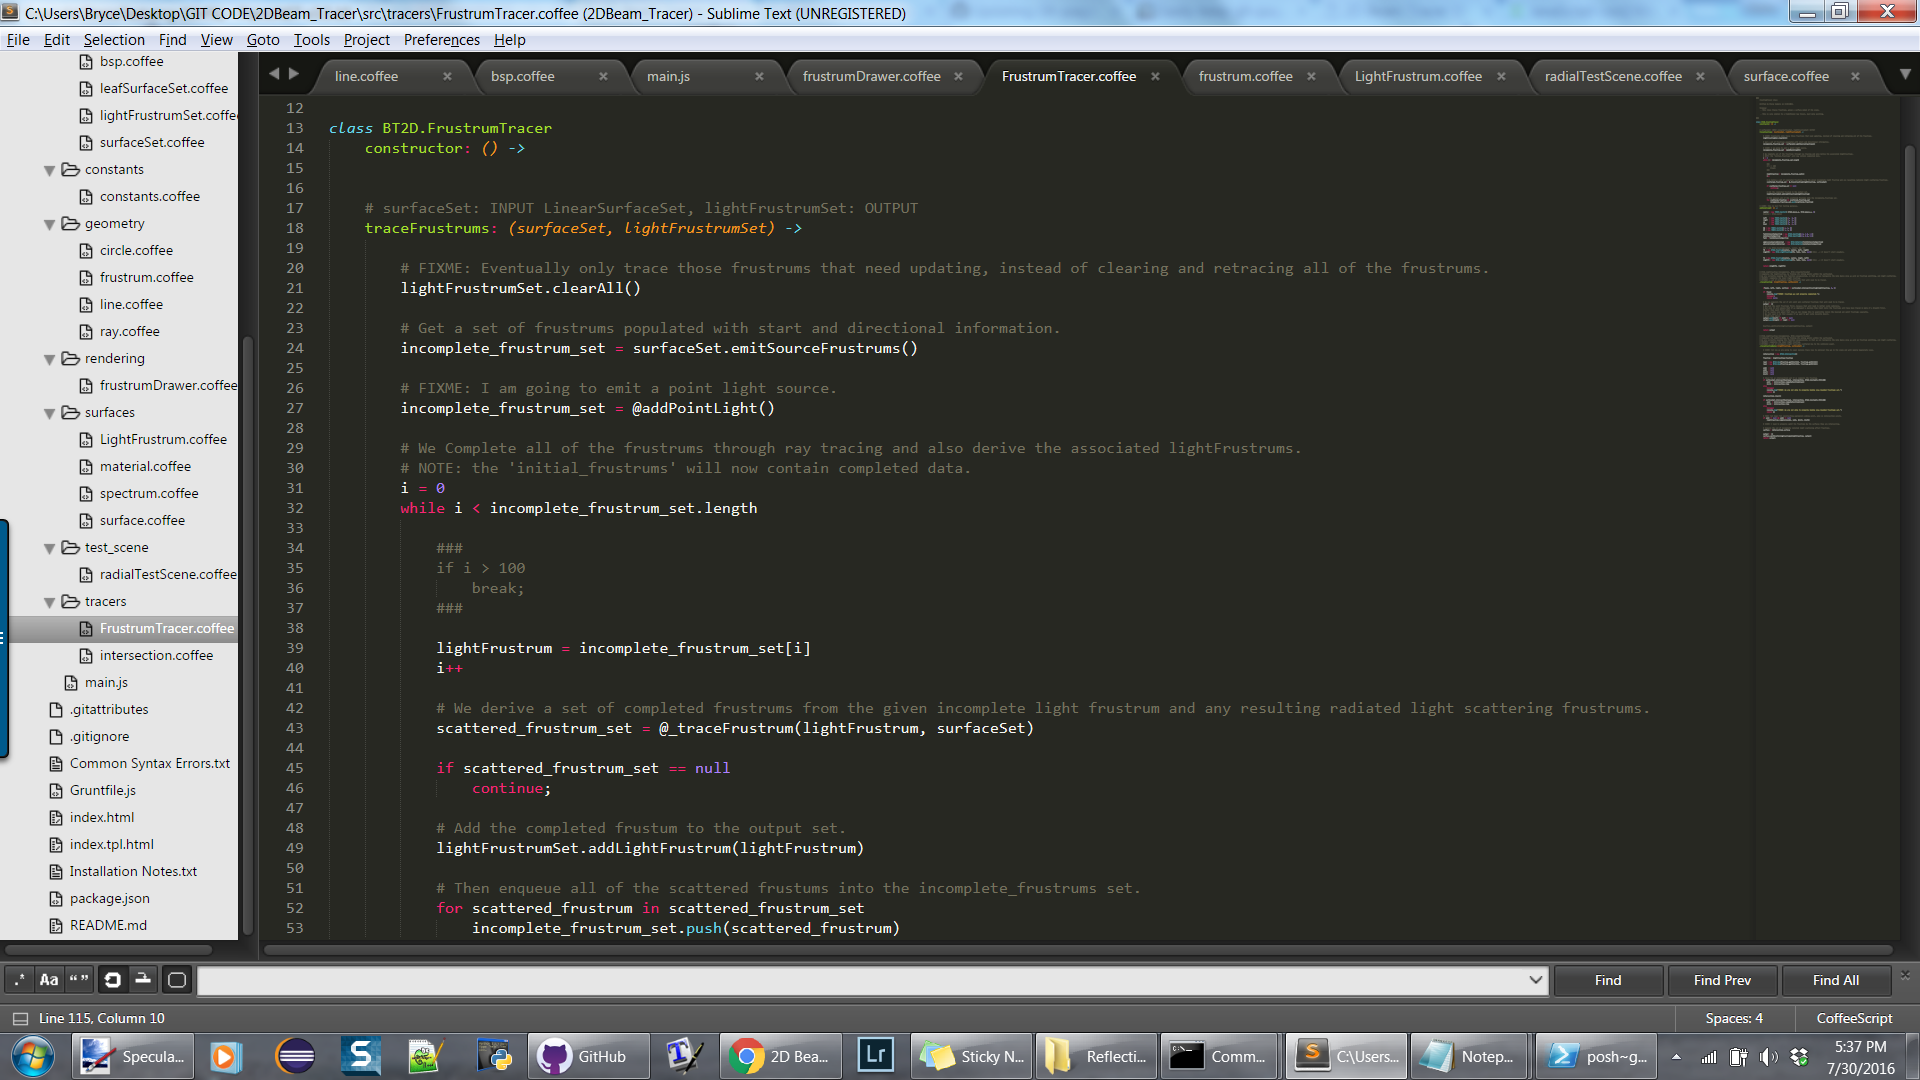 C:\Users\Bryce\Desktop\GIT CODE\2DBeam_Tracer\src\tracers\FrustrumTracer.coffee (2DBeam_Tracer) - Sublime Text (UNREGISTERED)
File Edit Selection Find View Goto Tools Project Preferences Help
bsp.coffee
leafSurfaceSet.coffee
lightFrustrumSet.coffee
surfaceSet.coffee
constants
constants.coffee
geometry
circle.coffee
frustrum.coffee
line.coffee
ray.coffee
rendering
frustrumDrawer.coffee
surfaces
LightFrustrum.coffee
material.coffee
spectrum.coffee
surface.coffee
test_scene
radialTestScene.coffee
tracers
FrustrumTracer.coffee
intersection.coffee
main.js
.gitattributes
.gitignore
Common Syntax Errors.txt
Gruntfile.js
index.html
index.tpl.html
Installation Notes.txt
package.json
README.md
line.coffee × bsp.coffee × main.js × frustrumDrawer.coffee × FrustrumTracer.coffee × frustrum.coffee × LightFrustrum.coffee × radialTestScene.coffee × surface.coffee ×
12
13 class BT2D.FrustrumTracer
14     constructor: () ->
15
16
17     # surfaceSet: INPUT LinearSurfaceSet, lightFrustrumSet: OUTPUT
18     traceFrustrums: (surfaceSet, lightFrustrumSet) ->
19
20         # FIXME: Eventually only trace those frustrums that need updating, instead of clearing and retracing all of the frustrums.
21         lightFrustrumSet.clearAll()
22
23         # Get a set of frustrums populated with start and directional information.
24         incomplete_frustrum_set = surfaceSet.emitSourceFrustrums()
25
26         # FIXME: I am going to emit a point light source.
27         incomplete_frustrum_set = @addPointLight()
28
29         # We Complete all of the frustrums through ray tracing and also derive the associated lightFrustrums.
30         # NOTE: the 'initial_frustrums' will now contain completed data.
31         i = 0
32         while i < incomplete_frustrum_set.length
33
34             ###
35             if i > 100
36                 break;
37             ###
38
39             lightFrustrum = incomplete_frustrum_set[i]
40             i++
41
42             # We derive a set of completed frustrums from the given incomplete light frustrum and any resulting radiated light scattering frustrums.
43             scattered_frustrum_set = @_traceFrustrum(lightFrustrum, surfaceSet)
44
45             if scattered_frustrum_set == null
46                 continue;
47
48             # Add the completed frustum to the output set.
49             lightFrustrumSet.addLightFrustrum(lightFrustrum)
50
51             # Then enqueue all of the scattered frustums into the incomplete_frustrums set.
52             for scattered_frustrum in scattered_frustrum_set
53                 incomplete_frustrum_set.push(scattered_frustrum)
.* Aa “ ” Find Find Prev Find All ×
Line 115, Column 10 Spaces: 4 CoffeeScript
Specula... GitHub 2D Bea... Lr Sticky N... Reflecti... Comm... C:\Users... Notep... posh~g... 5:37 PM
7/30/2016